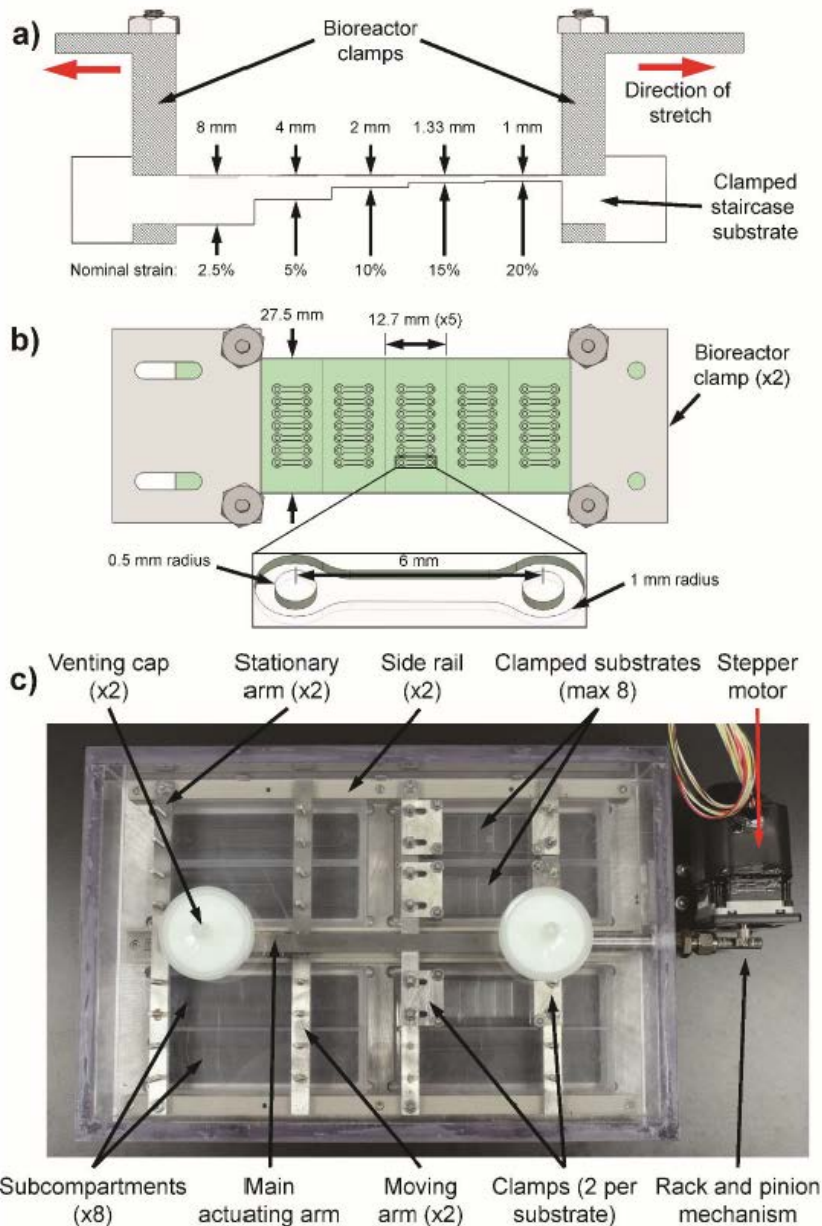 a)
Bioreactor
clamps
Direction of
stretch
8 mm 4 mm 2 mm 1.33 mm 1 mm
Clamped
staircase
substrate
Nominal strain: 2.5% 5% 10% 15% 20%
b)
27.5 mm 12.7 mm (x5)
Bioreactor
clamp (x2)
0.5 mm radius 6 mm 1 mm radius
c)
Venting cap
(x2)
Stationary
arm (x2)
Side rail
(x2)
Clamped substrates
(max 8)
Stepper
motor
Subcompartments
(x8)
Main
actuating arm
Moving
arm (x2)
Clamps (2 per
substrate)
Rack and pinion
mechanism